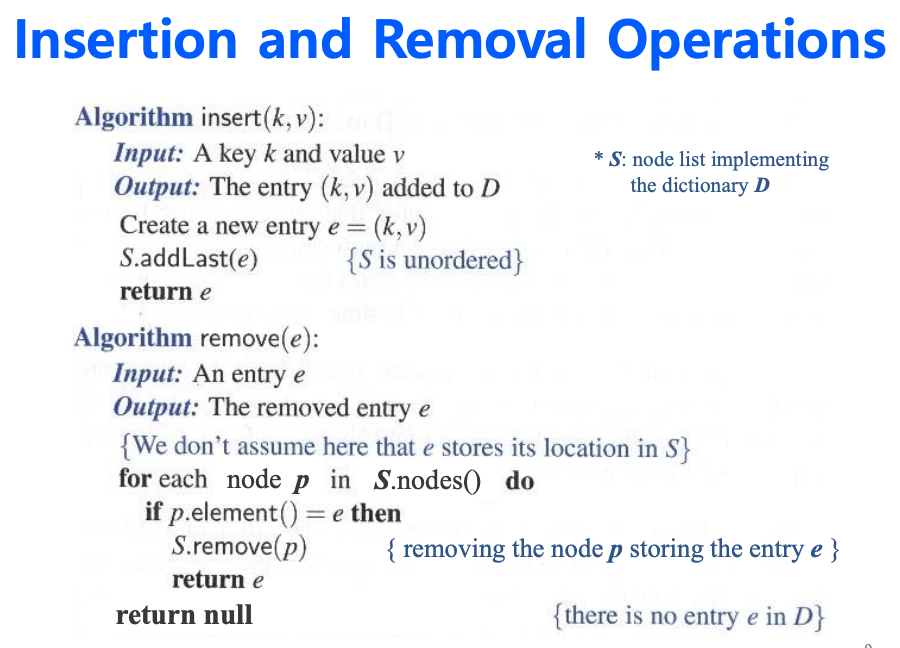 Insertion and Removal Operations
Algorithm insert(k, v):
Input: A key k and value v
* S: node list implementing
the dictionary D
Output: The entry (k, v) added to D
Create a new entry e = (k, v)
S.addLast(e) {S is unordered}
return e
Algorithm remove(e):
Input: An entry e
Output: The removed entry e
{We don't assume here that e stores its location in S}
for each node p in S.nodes() do
if p.element() = e then
S.remove(p) { removing the node p storing the entry e }
return e
return null {there is no entry e in D}